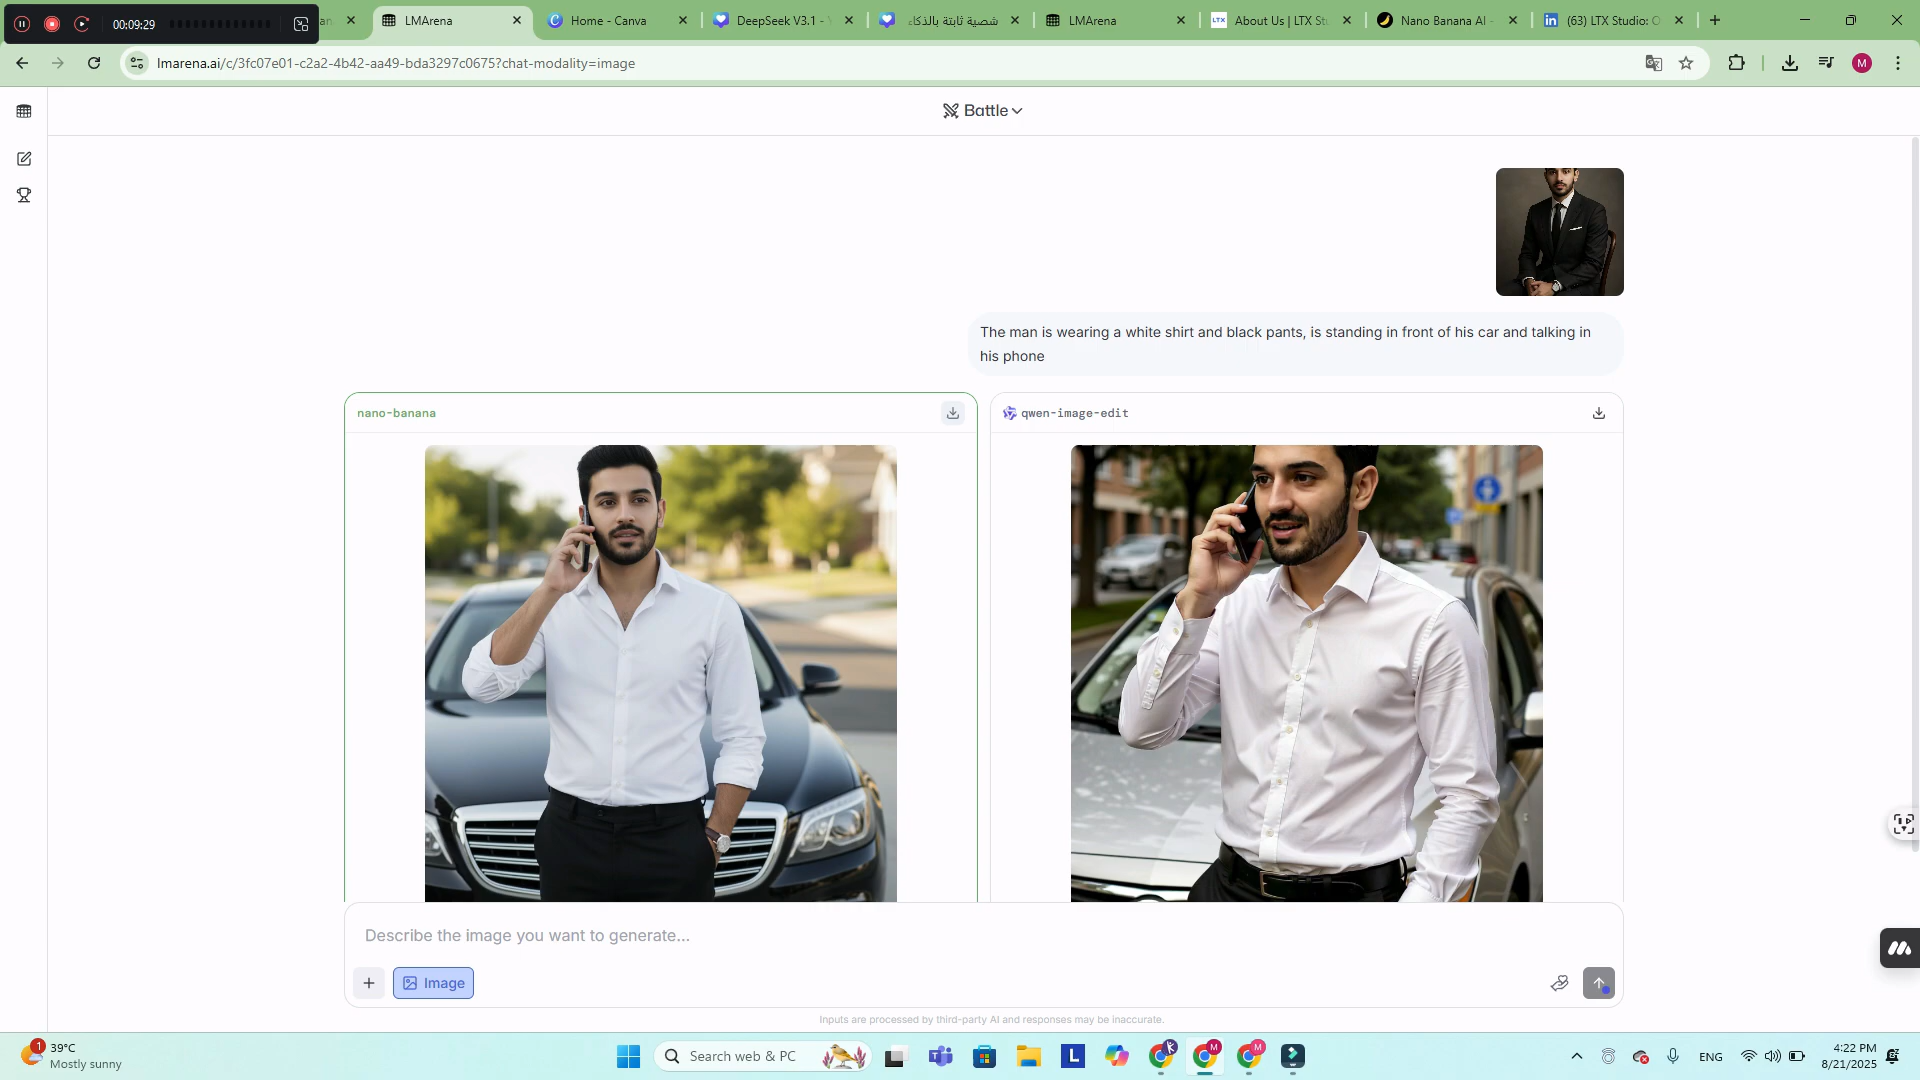 00:09:29
LMArena
Home - Canva
DeepSeek V3.1 -
شصية ثابتة بالذكاء
LMArena
LTX
About Us | LTX Stu
Nano Banana AI -
(63) LTX Studio: O
lmarena.ai/c/3fc07e01-c2a2-4b42-aa49-bda3297c0675?chat-modality=image
M
Battle
The man is wearing a white shirt and black pants, is standing in front of his car and talking in
his phone
nano-banana
qwen-image-edit
Describe the image you want to generate...
Image
Inputs are processed by third-party AI and responses may be inaccurate.
1
39°C
Mostly sunny
Search web & PC
L
K
M
M
ENG
4:22 PM
8/21/2025